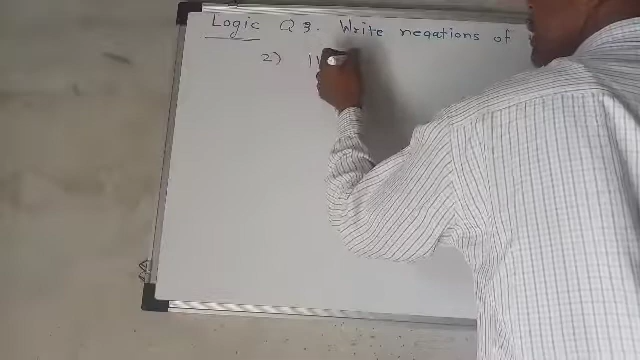 Logic Q 3. Write negations of
2)